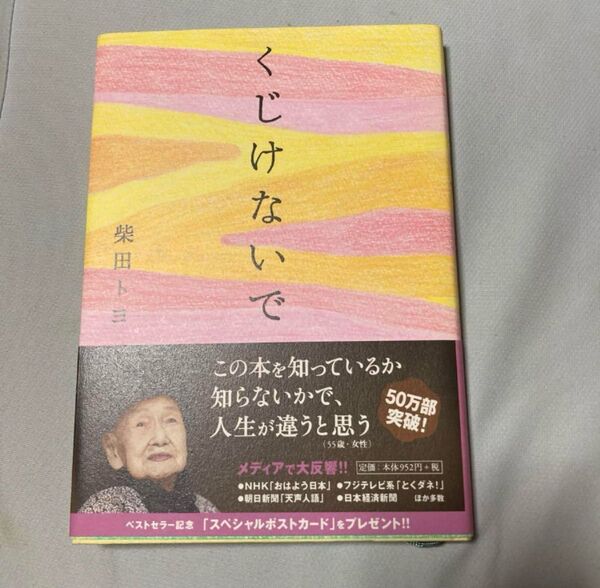 くじけないで
柴田トヨ
この本を知っているか
知らないかで、
人生が違うと思う
(55歳・女性)
50万部
突破!
メディアで大反響!!
定価:本体952円+税
●NHK「おはよう日本」 ●フジテレビ系「とくダネ!」
●朝日新聞「天声人語」 ●日本経済新聞 ほか多数
ベストセラー記念 「スペシャルポストカード」をプレゼント!!